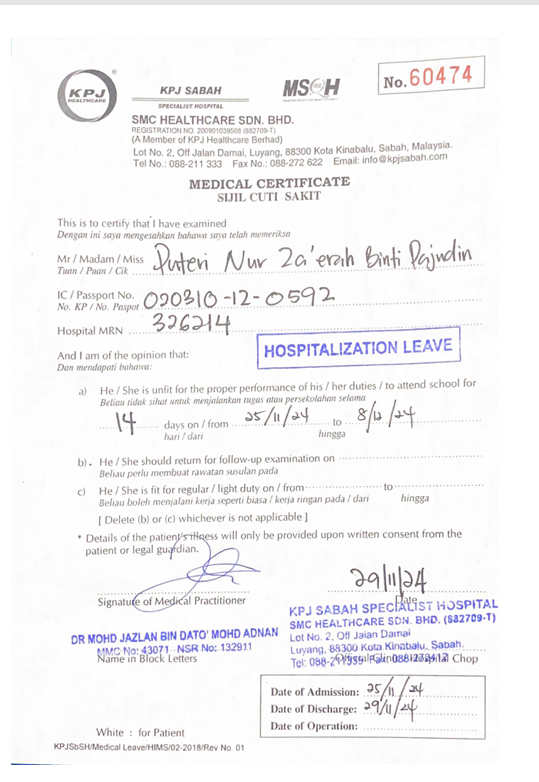 KPJ
HEALTHCARE
KPJ SABAH
SPECIALIST HOSPITAL
MSQH
No. 60474
SMC HEALTHCARE SDN. BHD.
REGISTRATION NO. 200901039568 (882709-T)
(A Member of KPJ Healthcare Berhad)
Lot No. 2, Off Jalan Damai, Luyang, 88300 Kota Kinabalu, Sabah, Malaysia.
Tel No.: 088-211 333 Fax No.: 088-272 622 Email: info@kpjsabah.com
MEDICAL CERTIFICATE
SIJIL CUTI SAKIT
This is to certify that I have examined
Dengan ini saya mengesahkan bahawa saya telah memeriksa
Mr / Madam / Miss Puteri Nur Za'erah Binti Pajudin
Tuan / Puan / Cik
IC / Passport No. 020310-12-0592
No. KP / No. Paspot
Hospital MRN 326214
And I am of the opinion that:
Dan mendapati bahawa:
HOSPITALIZATION LEAVE
a) He / She is unfit for the proper performance of his / her duties / to attend school for
Beliau tidak sihat untuk menjalankan tugas atau persekolahan selama
14 days on / from 25/11/24 to 8/12/24
hari / dari hingga
b). He / She should return for follow-up examination on
Beliau perlu membuat rawatan susulan pada
c) He / She is fit for regular / light duty on / from to
Beliau boleh menjalani kerja seperti biasa / kerja ringan pada / dari hingga
[ Delete (b) or (c) whichever is not applicable ]
* Details of the patient's illness will only be provided upon written consent from the
patient or legal guardian.
29/11/24
Signature of Medical Practitioner
Date
DR MOHD JAZLAN BIN DATO' MOHD ADNAN
MMC No: 43071 NSR No: 132911
Name in Block Letters
KPJ SABAH SPECIALIST HOSPITAL
SMC HEALTHCARE SDN. BHD. (882709-T)
Lot No. 2, Off Jalan Damai
Luyang, 88300 Kota Kinabalu, Sabah.
Tel: 088-
Chop
Date of Admission: 25/11/24
Date of Discharge: 29/11/24
Date of Operation:
White : for Patient
KPJSbSH/Medical Leave/HIMS/02-2018/Rev No. 01